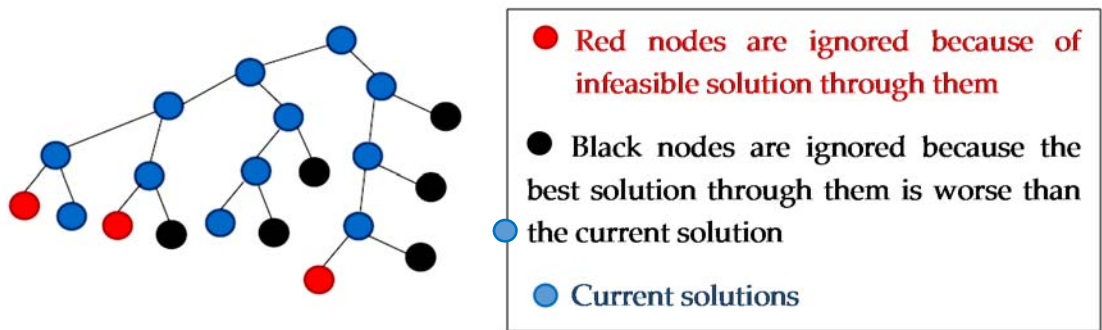 Red nodes are ignored because of
infeasible solution through them
Black nodes are ignored because the
best solution through them is worse than
the current solution
Current solutions